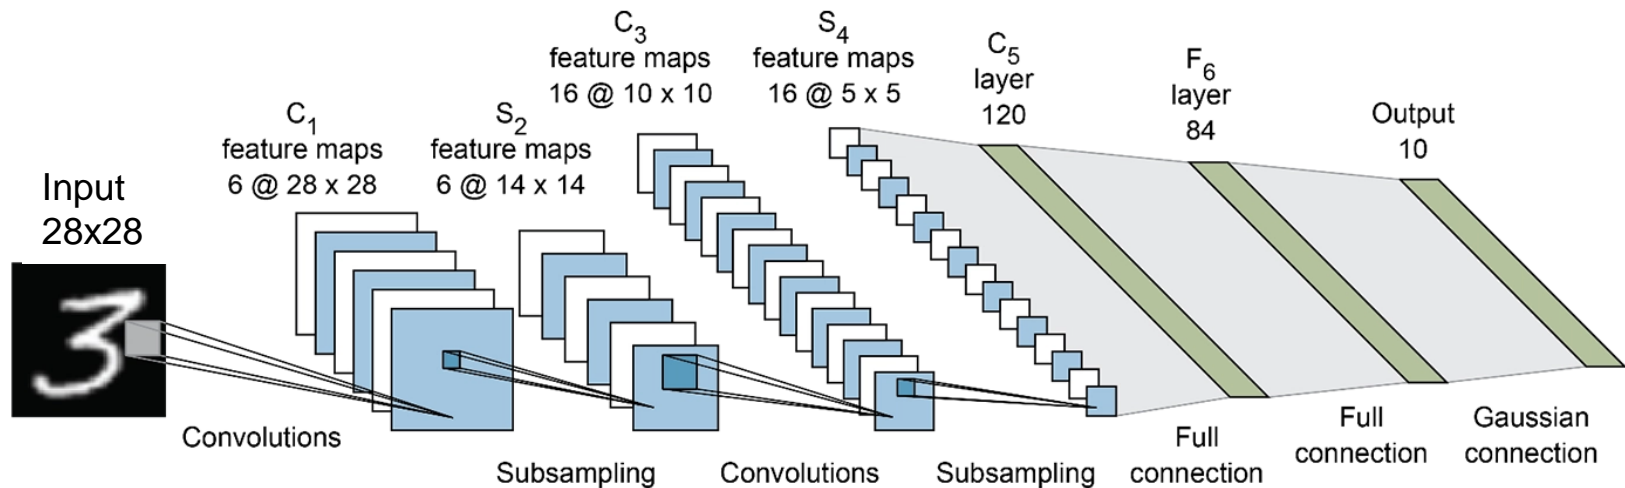 Input
28x28
C1
feature maps
6 @ 28 x 28
S2
feature maps
6 @ 14 x 14
C3
feature maps
16 @ 10 x 10
S4
feature maps
16 @ 5 x 5
C5
layer
120
F6
layer
84
Output
10
Convolutions
Subsampling
Convolutions
Subsampling
Full
connection
Full
connection
Gaussian
connection